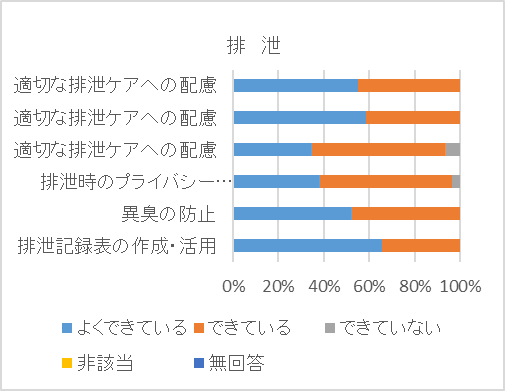 排 泄
適切な排泄ケアへの配慮
適切な排泄ケアへの配慮
適切な排泄ケアへの配慮
排泄時のプライバシー…
異臭の防止
排泄記録表の作成・活用
0% 20% 40% 60% 80% 100%
よくできている できている できていない
非該当 無回答